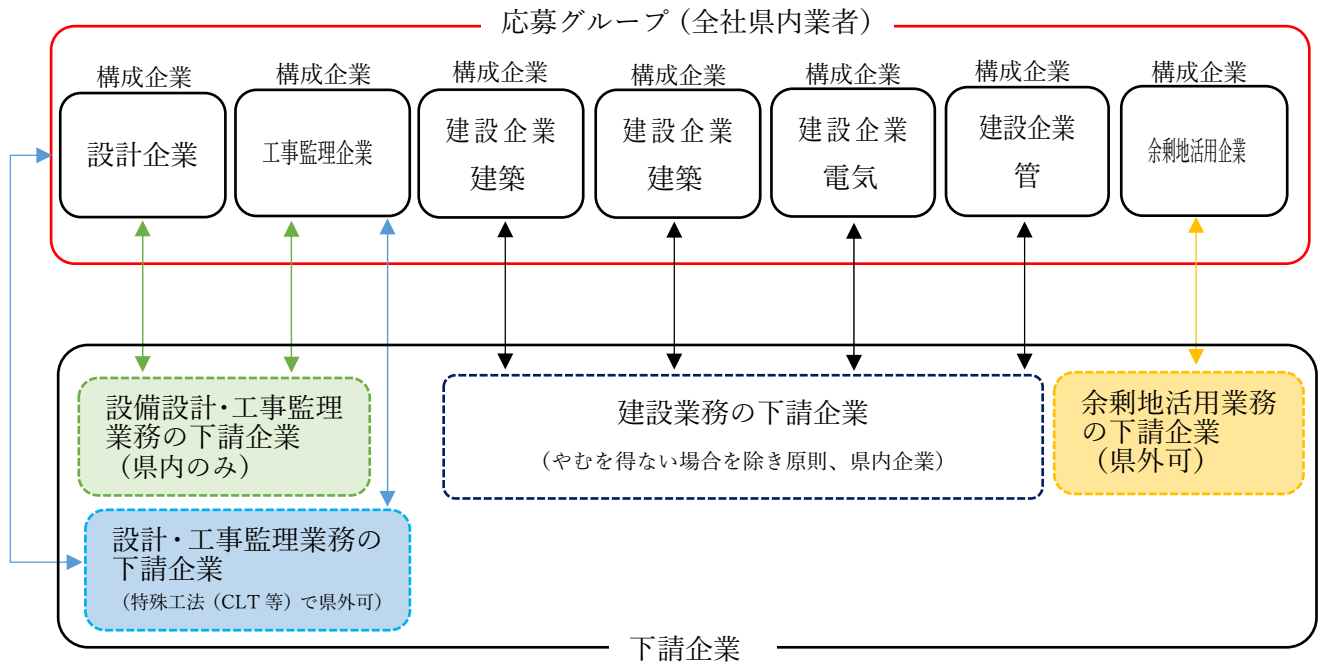 応募グループ（全社県内業者）
構成企業
設計企業
構成企業
工事監理企業
構成企業
建設企業
建築
構成企業
建設企業
建築
構成企業
建設企業
電気
構成企業
建設企業
管
構成企業
余剰地活用企業
設備設計・工事監理
業務の下請企業
（県内のみ）
設計・工事監理業務の
下請企業
（特殊工法（CLT 等）で県外可）
建設業務の下請企業
（やむを得ない場合を除き原則、県内企業）
余剰地活用業務
の下請企業
（県外可）
下請企業